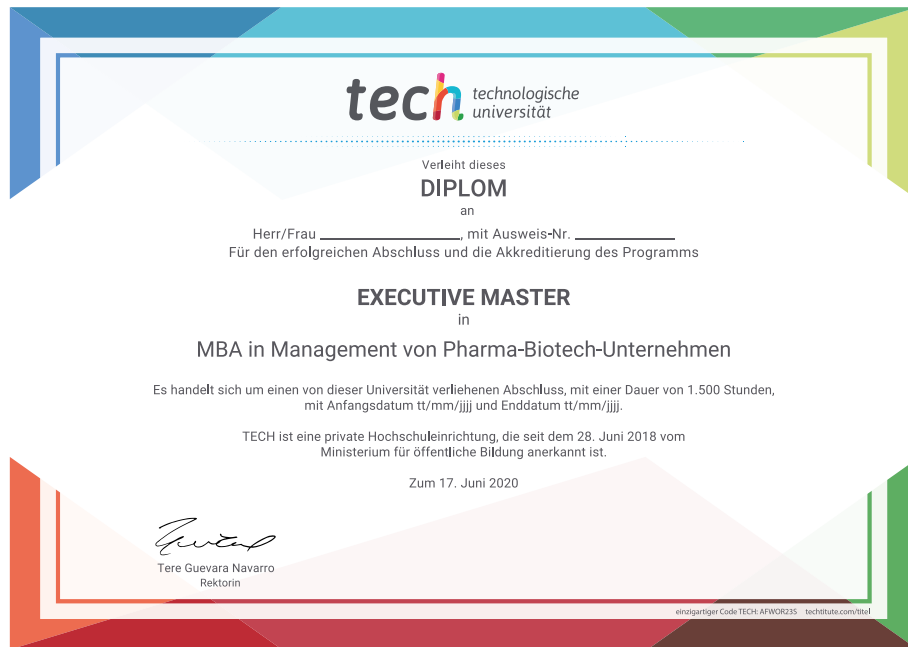 tech technologische
universität
Verleiht dieses
DIPLOM
an
Herr/Frau ____________________, mit Ausweis-Nr. ______________
Für den erfolgreichen Abschluss und die Akkreditierung des Programms
EXECUTIVE MASTER
in
MBA in Management von Pharma-Biotech-Unternehmen
Es handelt sich um einen von dieser Universität verliehenen Abschluss, mit einer Dauer von 1.500 Stunden,
mit Anfangsdatum tt/mm/jjjj und Enddatum tt/mm/jjjj.
TECH ist eine private Hochschuleinrichtung, die seit dem 28. Juni 2018 vom
Ministerium für öffentliche Bildung anerkannt ist.
Zum 17. Juni 2020
Tere Guevara Navarro
Rektorin
einzigartiger Code TECH: AFWOR23S techtitute.com/titel